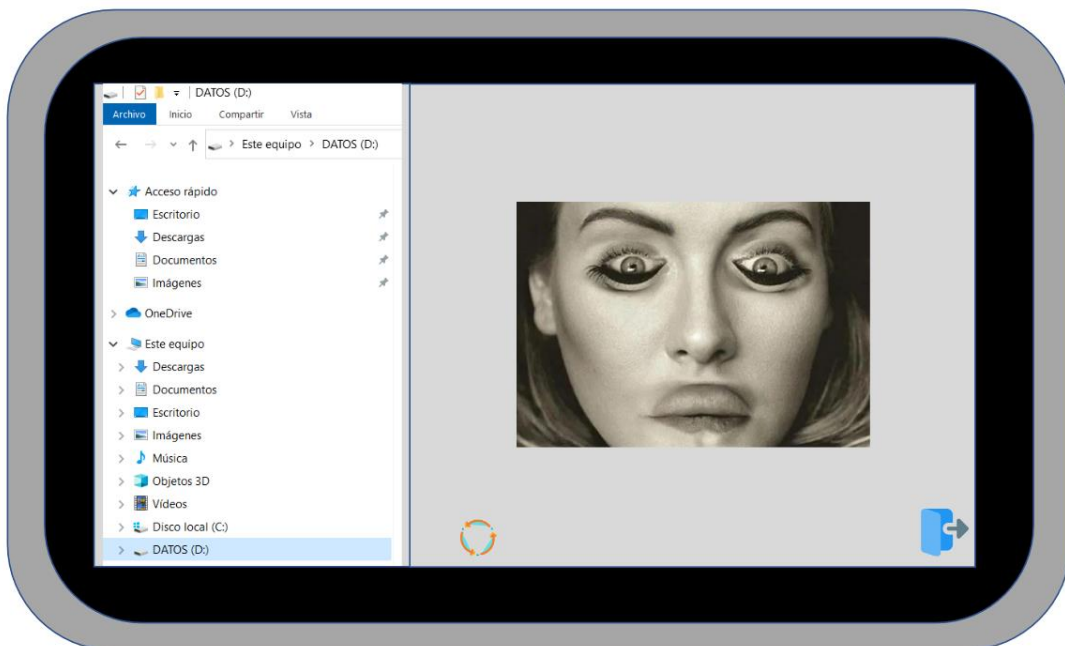 DATOS (D:)
Archivo Inicio Compartir Vista
Este equipo > DATOS (D:)
Acceso rápido
Escritorio
Descargas
Documentos
Imágenes
OneDrive
Este equipo
Descargas
Documentos
Escritorio
Imágenes
Música
Objetos 3D
Vídeos
Disco local (C:)
DATOS (D:)